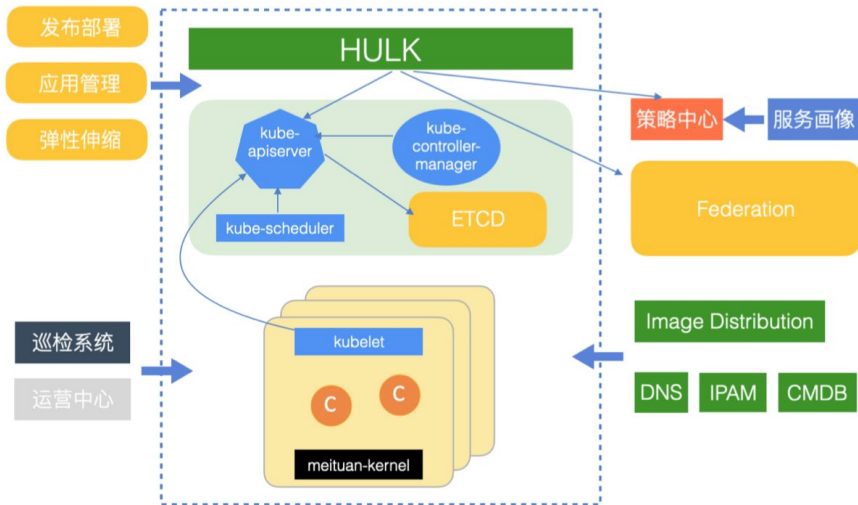 发布部署
应用管理
弹性伸缩
HULK
kube-
apiserver
kube-
controller-
manager
kube-scheduler
ETCD
策略中心
服务画像
Federation
巡检系统
运营中心
kubelet
C
C
meituan-kernel
Image Distribution
DNS
IPAM
CMDB